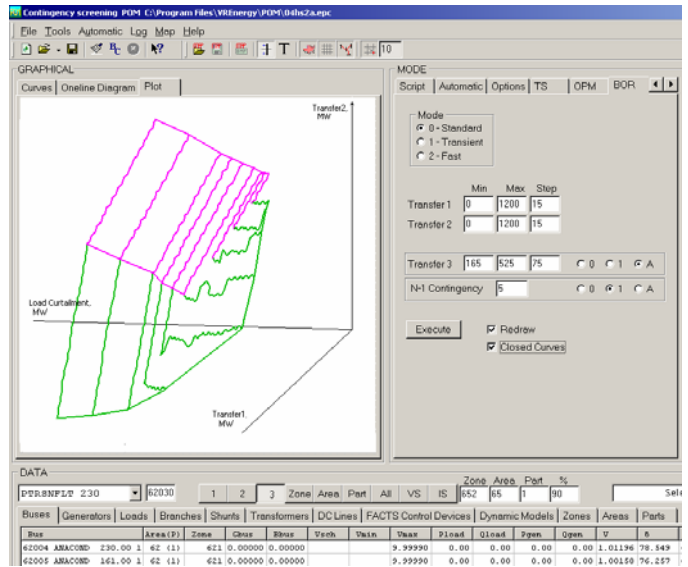 Contingency screening POM C:\Program Files\VREnergy\POM\04hs2a.epc
File Tools Automatic Log Map Help
10
GRAPHICAL
Curves Oneline Diagram Plot
Transfer2, MW
Load Curtailment, MW
Transfer1, MW
MODE
Script Automatic Options TS OPM BOR
Mode
0 - Standard
1 - Transient
2 - Fast
Min Max Step
Transfer 1 0 1200 15
Transfer 2 0 1200 15
Transfer 3 165 525 75 0 1 A
N-1 Contingency 5 0 1 A
Execute Redraw
Closed Curves
DATA
Zone Area Part %
PTRSNFLT 230 62030 1 2 3 Zone Area Part All VS IS 652 65 1 90 Sel
Buses Generators Loads Branches Shunts Transformers DC Lines FACTS Control Devices Dynamic Models Zones Areas Parts
Bus Area(P) Zone Gbus Bbus Vsch Vmin Vmax Pload Qload Pgen Qgen V δ
62004 ANACOND 230.00 1 62 (1) 621 0.00000 0.00000 9.99990 0.00 0.00 0.00 0.00 1.01196 78.549
62005 ANACOND 161.00 1 62 (1) 621 0.00000 0.00000 9.99990 0.00 0.00 0.00 0.00 1.00150 76.257